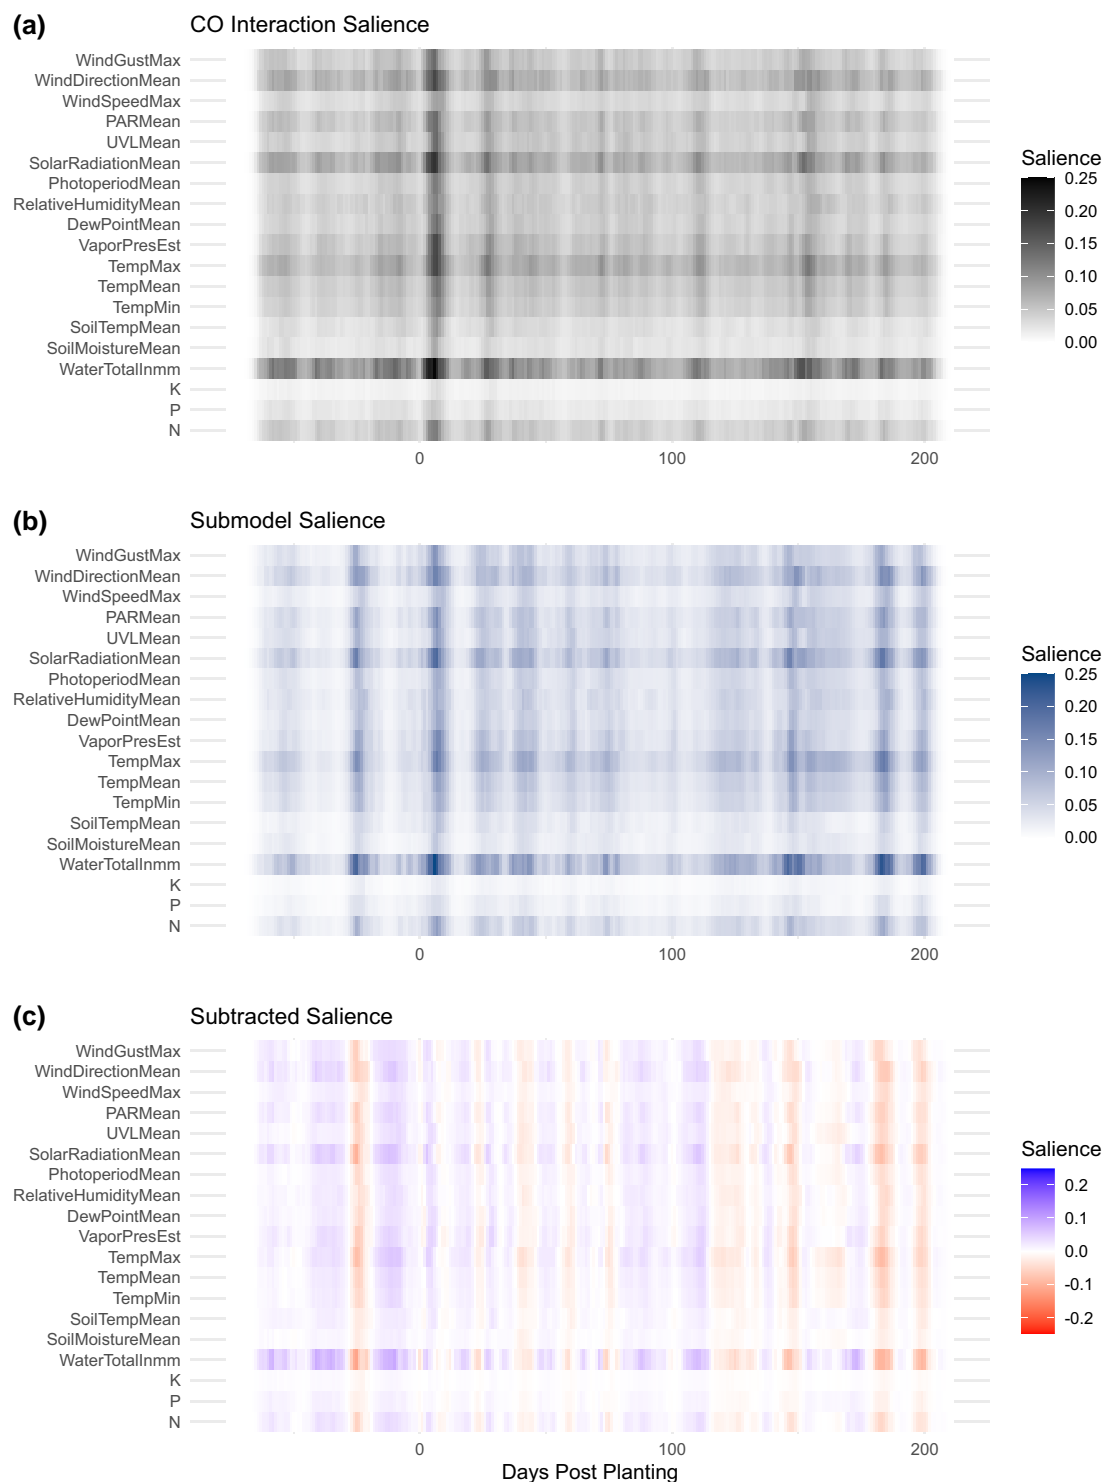 (a) CO Interaction Salience
WindGustMax
WindDirectionMean
WindSpeedMax
PARMean
UVLMean
SolarRadiationMean
PhotoperiodMean
RelativeHumidityMean
DewPointMean
VaporPresEst
TempMax
TempMean
TempMin
SoilTempMean
SoilMoistureMean
WaterTotalInmm
K
P
N
0 100 200
Salience
0.25
0.20
0.15
0.10
0.05
0.00
(b) Submodel Salience
WindGustMax
WindDirectionMean
WindSpeedMax
PARMean
UVLMean
SolarRadiationMean
PhotoperiodMean
RelativeHumidityMean
DewPointMean
VaporPresEst
TempMax
TempMean
TempMin
SoilTempMean
SoilMoistureMean
WaterTotalInmm
K
P
N
0 100 200
Salience
0.25
0.20
0.15
0.10
0.05
0.00
(c) Subtracted Salience
WindGustMax
WindDirectionMean
WindSpeedMax
PARMean
UVLMean
SolarRadiationMean
PhotoperiodMean
RelativeHumidityMean
DewPointMean
VaporPresEst
TempMax
TempMean
TempMin
SoilTempMean
SoilMoistureMean
WaterTotalInmm
K
P
N
0 100 200
Days Post Planting
Salience
0.2
0.1
0.0
-0.1
-0.2